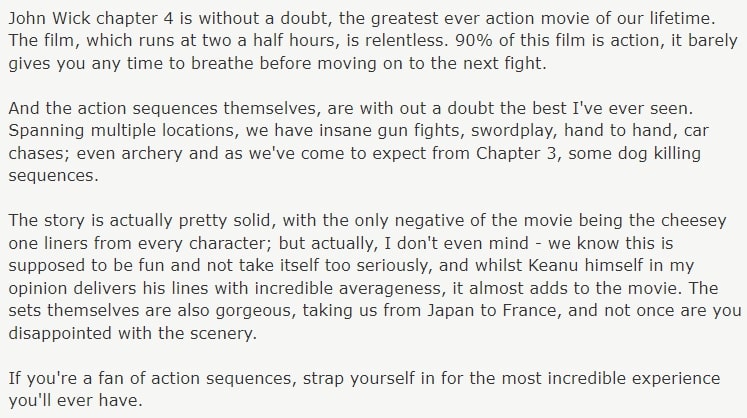 John Wick chapter 4 is without a doubt, the greatest ever action movie of our lifetime.
The film, which runs at two a half hours, is relentless. 90% of this film is action, it barely
gives you any time to breathe before moving on to the next fight.
And the action sequences themselves, are with out a doubt the best I've ever seen.
Spanning multiple locations, we have insane gun fights, swordplay, hand to hand, car
chases; even archery and as we've come to expect from Chapter 3, some dog killing
sequences.
The story is actually pretty solid, with the only negative of the movie being the cheesey
one liners from every character; but actually, I don't even mind - we know this is
supposed to be fun and not take itself too seriously, and whilst Keanu himself in my
opinion delivers his lines with incredible averageness, it almost adds to the movie. The
sets themselves are also gorgeous, taking us from Japan to France, and not once are you
disappointed with the scenery.
If you're a fan of action sequences, strap yourself in for the most incredible experience
you'll ever have.